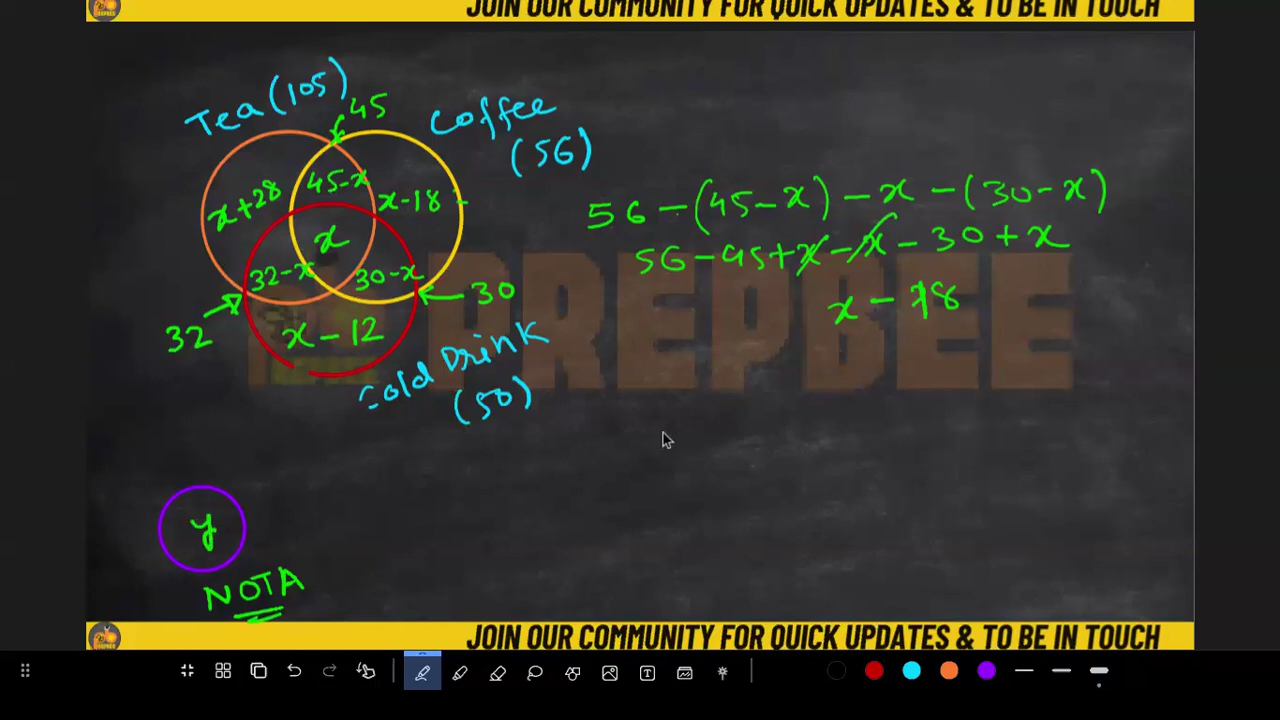 JOIN OUR COMMUNITY FOR QUICK UPDATES & TO BE IN TOUCH
Tea (105)
45
Coffee
(56)
x+28
45-x
x-18
x
32-x
30-x
x-12
32
30
Cold Drink
(50)
56-(45-x)-x-(30-x)
56-45+x-x-30+x
x-18
PREPBEE
y
NOTA
JOIN OUR COMMUNITY FOR QUICK UPDATES & TO BE IN TOUCH